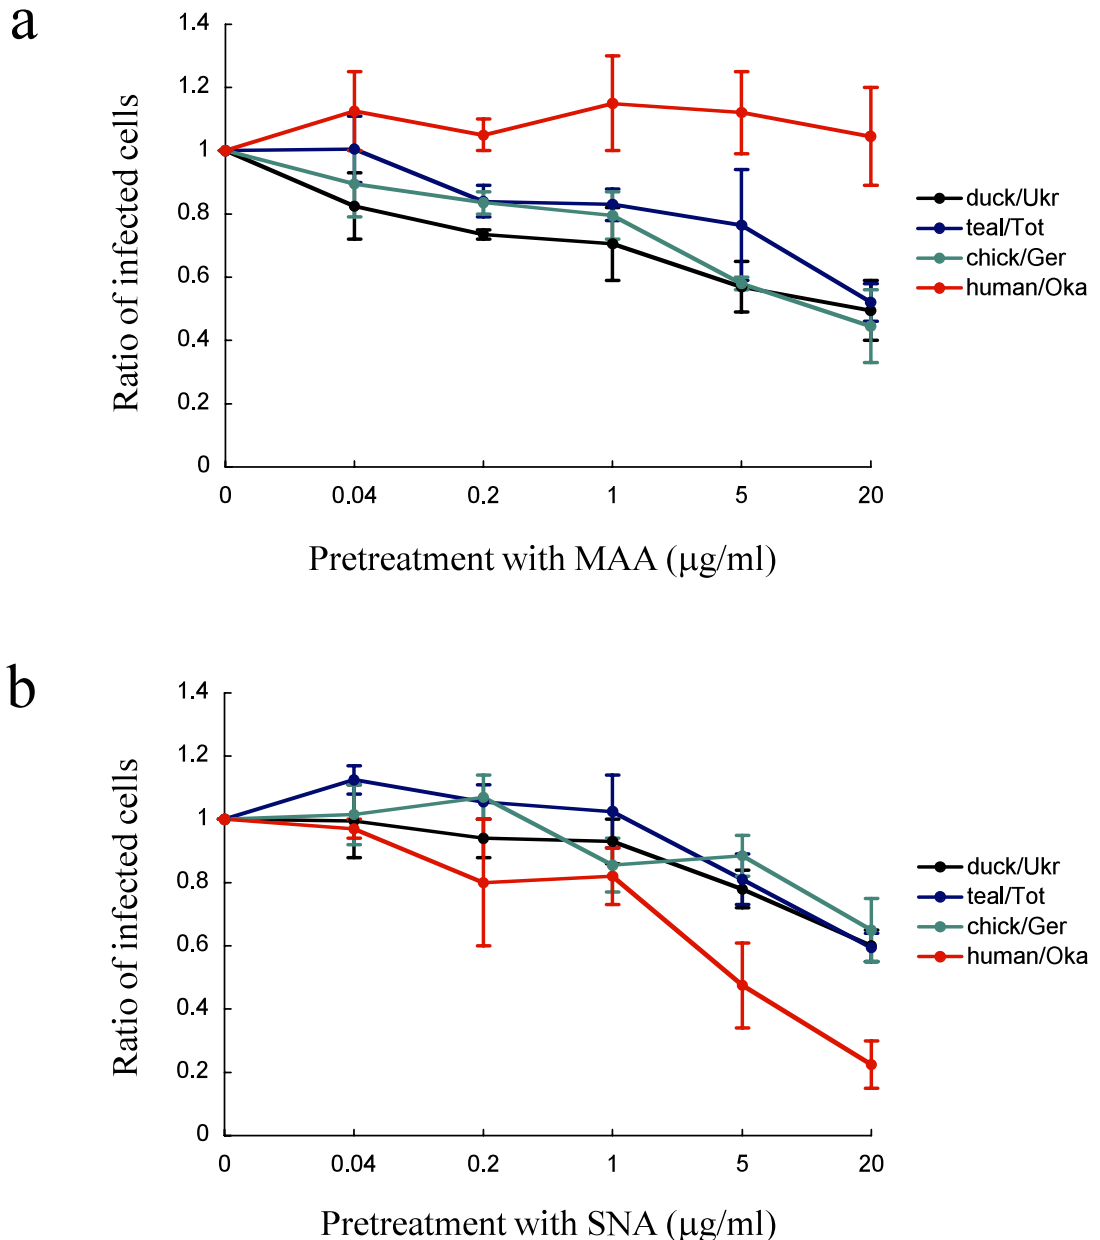 a
1.4
1.2
1
0.8
0.6
0.4
0.2
0
Ratio of infected cells
0 0.04 0.2 1 5 20
Pretreatment with MAA (μg/ml)
duck/Ukr
teal/Tot
chick/Ger
human/Oka
b
1.4
1.2
1
0.8
0.6
0.4
0.2
0
Ratio of infected cells
0 0.04 0.2 1 5 20
Pretreatment with SNA (μg/ml)
duck/Ukr
teal/Tot
chick/Ger
human/Oka